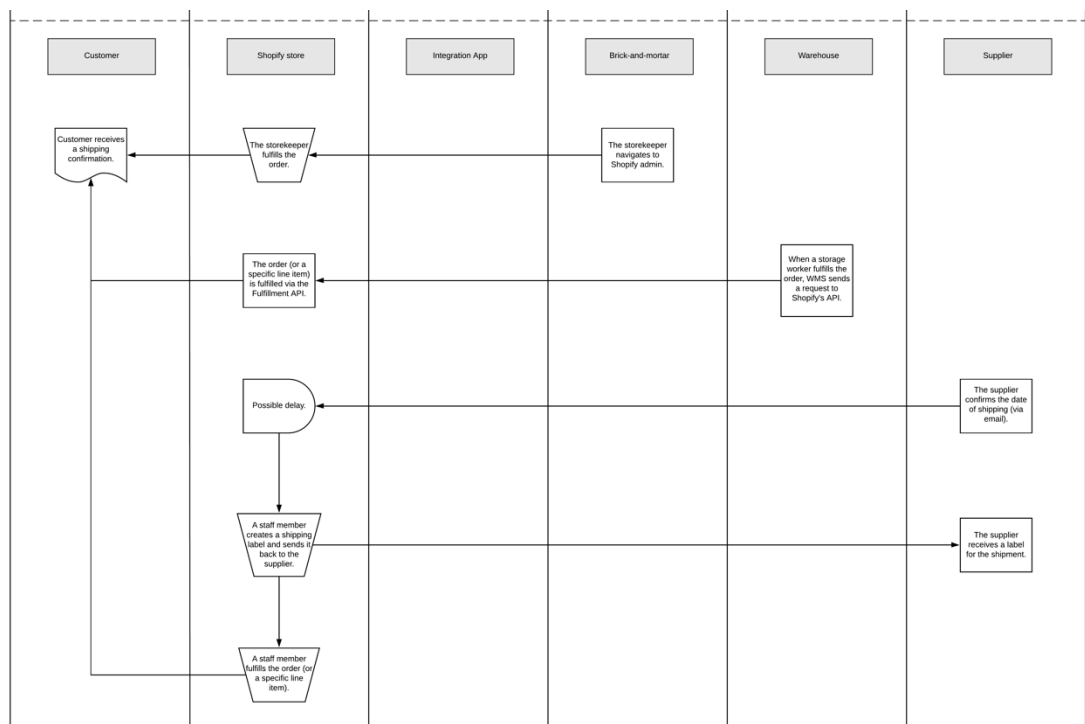 Customer
Shopify store
Integration App
Brick-and-mortar
Warehouse
Supplier
Customer receives
a shipping
confirmation.
The storekeeper
fulfills the
order.
The storekeeper
navigates to
Shopify admin.
The order (or a
specific line item)
is fulfilled via the
Fulfillment API.
When a storage
worker fulfills the
order, WMS sends
a request to
Shopify's API.
Possible delay.
The supplier
confirms the date
of shipping (via
email).
A staff member
creates a shipping
label and sends it
back to the
supplier.
The supplier
receives a label
for the shipment.
A staff member
fulfills the order (or
a specific line
item).